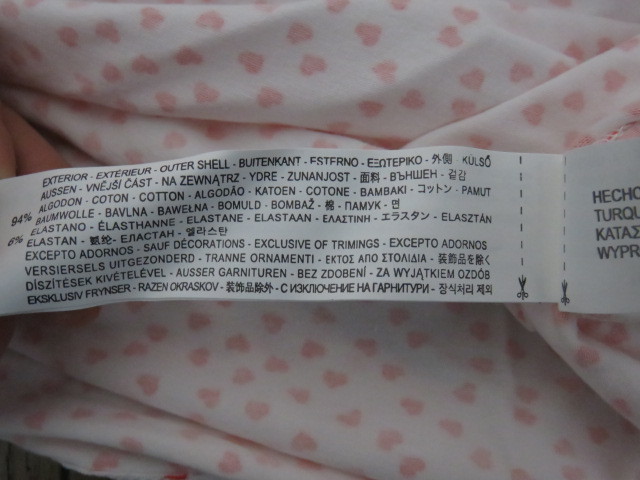 EXTERIOR - EXTÉRIEUR - OUTER SHELL - BUITENKANT - ESTERNO - ΕΞΩΤΕΡΙΚΟ - 外側 KÜLSŐ
AUSSEN - VNĚJŠÍ ČÁST - NA ZEWNĄTRZ - YDRE - ZUNANJOST - 面料 - ВЪНШЕН - 겉감
94% ALGODON - COTON - COTTON - ALGODÃO - KATOEN - COTONE - ΒΑΜΒΑΚΙ - コットン - PAMUT
BAUMWOLLE - BAVLNA - BAWEŁNA - BOMULD - BOMBAŽ - 棉 - ПАМУК - 면
6% ELASTANO - ÉLASTHANNE - ELASTANE - ELASTAAN - ΕΛΑΣΤΙΝΗ - エラスタン - ELASZTÁN
ELASTAN - 氨纶 - ЕЛАСТАН - 엘라스탄
EXCEPTO ADORNOS - SAUF DÉCORATIONS - EXCLUSIVE OF TRIMINGS - EXCEPTO ADORNOS
VERSIERSELS UITGEZONDERD - TRANNE ORNAMENTI - ΕΚΤΟΣ ΑΠΟ ΣΤΟΛΙΔΙΑ - 装飾品を除く
DÍSZÍTÉSEK KIVÉTELÉVEL - AUSSER GARNITUREN - BEZ ZDOBENÍ - ZA WYJĄTKIEM OZDÓB
EKSKLUSIV FRYNSER - RAZEN OKRASKOV - 装饰品除外 - С ИЗКЛЮЧЕНИЕ НА ГАРНИТУРИ - 장식처리 제외
HECHO
TURQU
ΚΑΤΑΣ
WYPR